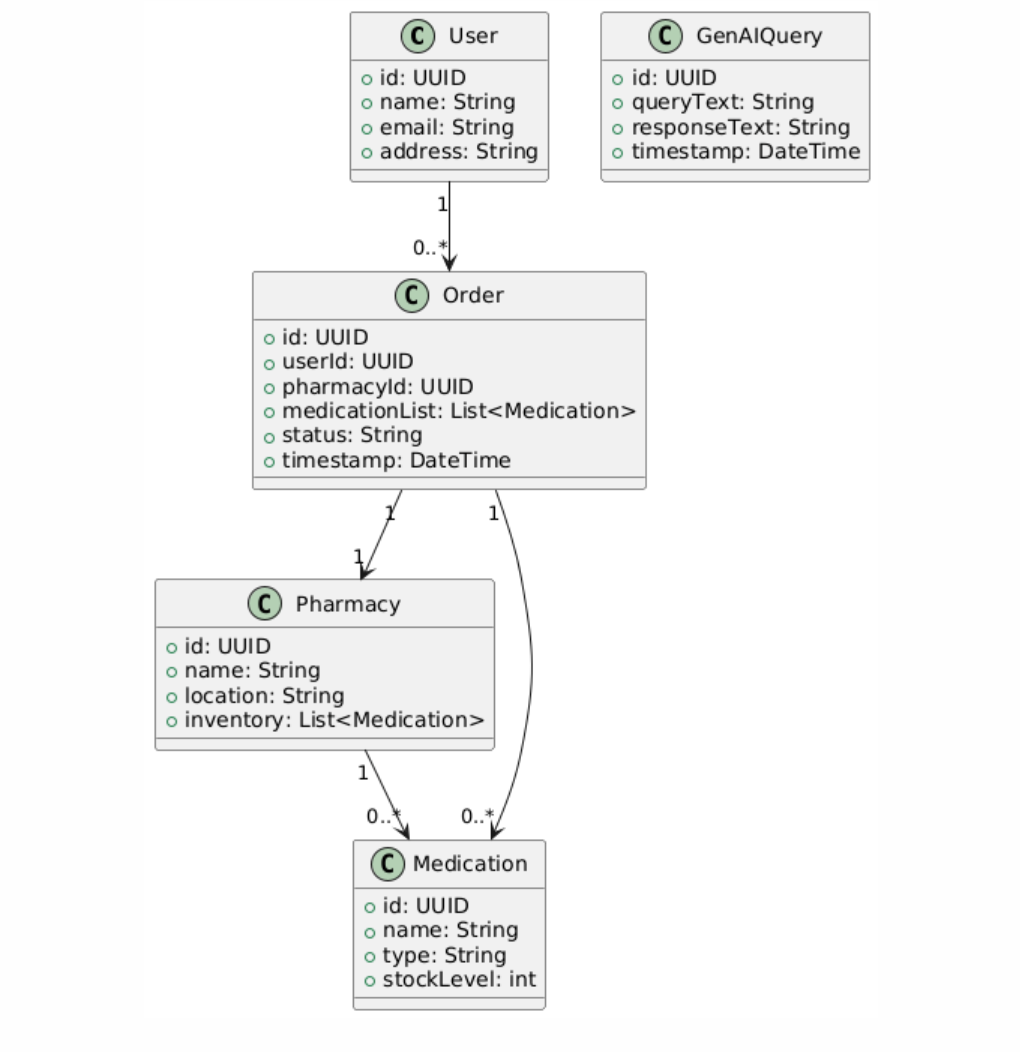 C User
+ id: UUID
+ name: String
+ email: String
+ address: String
C GenAIQuery
+ id: UUID
+ queryText: String
+ responseText: String
+ timestamp: DateTime
1
0..*
C Order
+ id: UUID
+ userId: UUID
+ pharmacyId: UUID
+ medicationList: List<Medication>
+ status: String
+ timestamp: DateTime
1
1
1
C Pharmacy
+ id: UUID
+ name: String
+ location: String
+ inventory: List<Medication>
1
0..*
0..*
C Medication
+ id: UUID
+ name: String
+ type: String
+ stockLevel: int